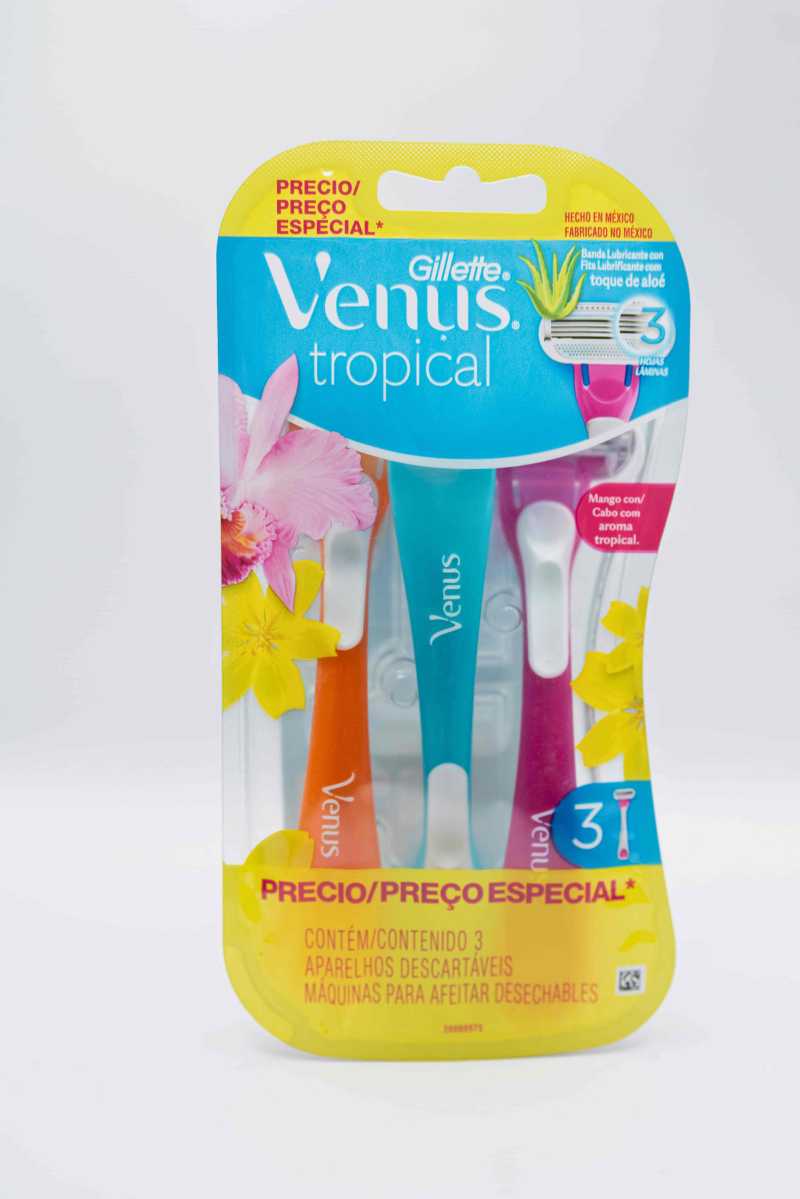 PRECIO/
PREÇO
ESPECIAL*
HECHO EN MÉXICO
FABRICADO NO MÉXICO
Gillette®
Venus®
tropical
Banda Lubricante con
Fita Lubrificante com
toque de aloé
3
HOJAS
LÂMINAS
Mango con/
Cabo com
aroma
tropical.
Venus
Venus
Venu
3
PRECIO/PREÇO ESPECIAL*
CONTÉM/CONTENIDO 3
APARELHOS DESCARTÁVEIS
MÁQUINAS PARA AFEITAR DESECHABLES